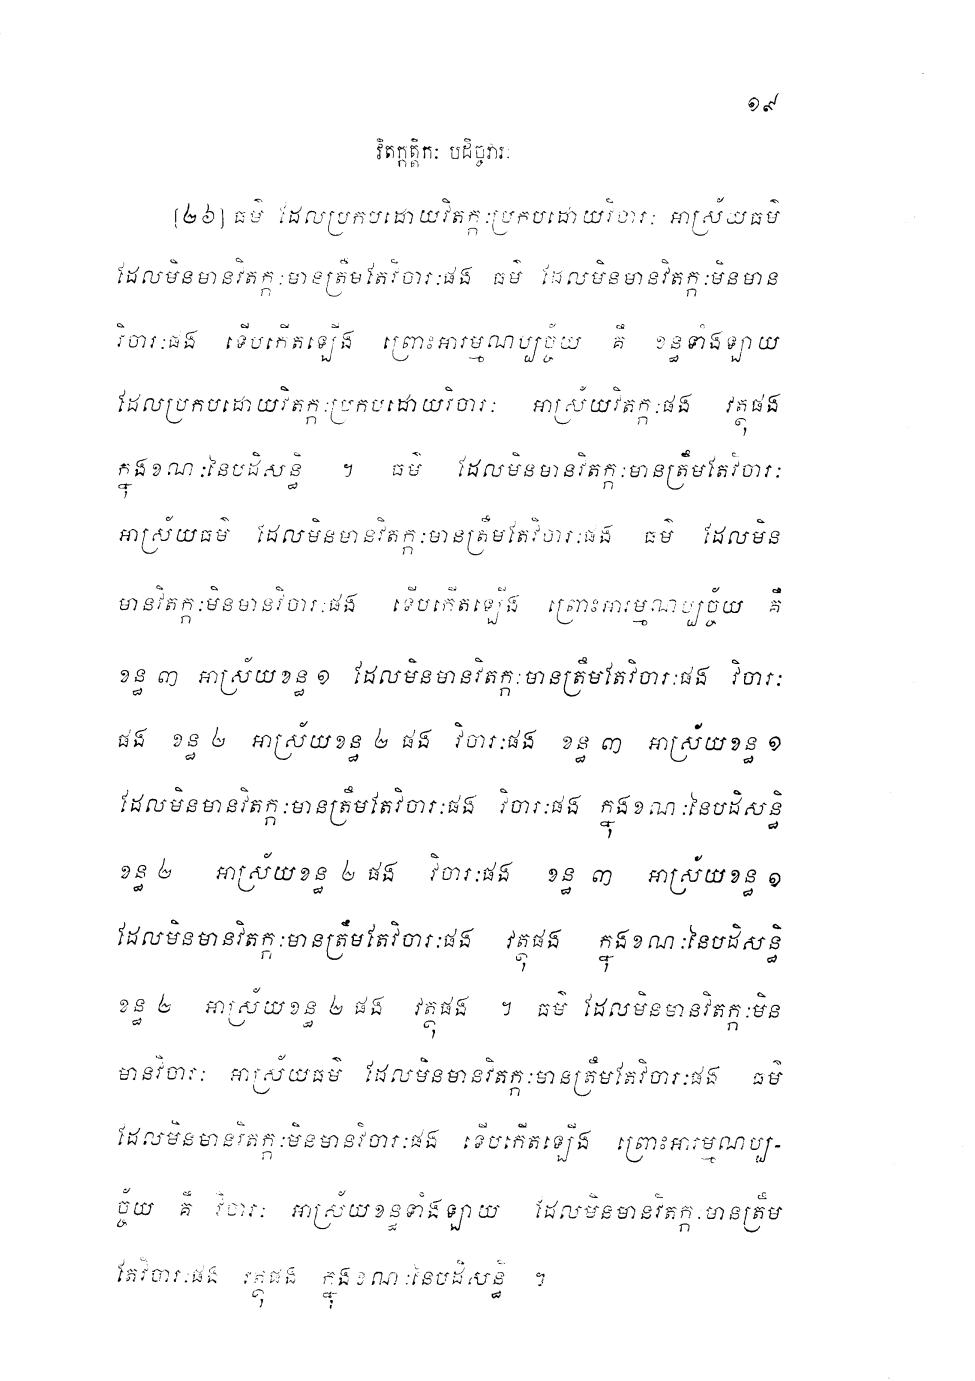 ១៩
វិតក្កត្តិកៈ បដិច្ចវារៈ
[២៦] ធម៌ ដែលប្រកបដោយវិតក្កៈប្រកបដោយវិចារៈ អាស្រ័យធម៌
ដែលមិនមានវិតក្កៈមានត្រឹមតែវិចារៈផង ធម៌ ដែលមិនមានវិតក្កៈមិនមាន
វិចារៈផង ទើបកើតឡើង ព្រោះអារម្មណប្បច្ច័យ គឺ ខន្ធទាំងឡាយ
ដែលប្រកបដោយវិតក្កៈប្រកបដោយវិចារៈ អាស្រ័យវិតក្កៈផង វត្ថុផង
ក្នុងខណៈនៃបដិសន្ធិ ។ ធម៌ ដែលមិនមានវិតក្កៈមានត្រឹមតែវិចារៈ
អាស្រ័យធម៌ ដែលមិនមានវិតក្កៈមានត្រឹមតែវិចារៈផង ធម៌ ដែលមិន
មានវិតក្កៈមិនមានវិចារៈផង ទើបកើតឡើង ព្រោះអារម្មណប្បច្ច័យ គឺ
ខន្ធ ៣ អាស្រ័យខន្ធ ១ ដែលមិនមានវិតក្កៈមានត្រឹមតែវិចារៈផង វិចារៈ
ផង ខន្ធ ២ អាស្រ័យខន្ធ ២ ផង វិចារៈផង ខន្ធ ៣ អាស្រ័យខន្ធ ១
ដែលមិនមានវិតក្កៈមានត្រឹមតែវិចារៈផង វិចារៈផង ក្នុងខណៈនៃបដិសន្ធិ
ខន្ធ ២ អាស្រ័យខន្ធ ២ ផង វិចារៈផង ខន្ធ ៣ អាស្រ័យខន្ធ ១
ដែលមិនមានវិតក្កៈមានត្រឹមតែវិចារៈផង វត្ថុផង ក្នុងខណៈនៃបដិសន្ធិ
ខន្ធ ២ អាស្រ័យខន្ធ ២ ផង វត្ថុផង ។ ធម៌ ដែលមិនមានវិតក្កៈមិន
មានវិចារៈ អាស្រ័យធម៌ ដែលមិនមានវិតក្កៈមានត្រឹមតែវិចារៈផង ធម៌
ដែលមិនមានវិតក្កៈមិនមានវិចារៈផង ទើបកើតឡើង ព្រោះអារម្មណប្ប-
ច្ច័យ គឺ វិចារៈ អាស្រ័យខន្ធទាំងឡាយ ដែលមិនមានវិតក្កៈមានត្រឹម
តែវិចារៈផង វត្ថុផង ក្នុងខណៈនៃបដិសន្ធិ ។